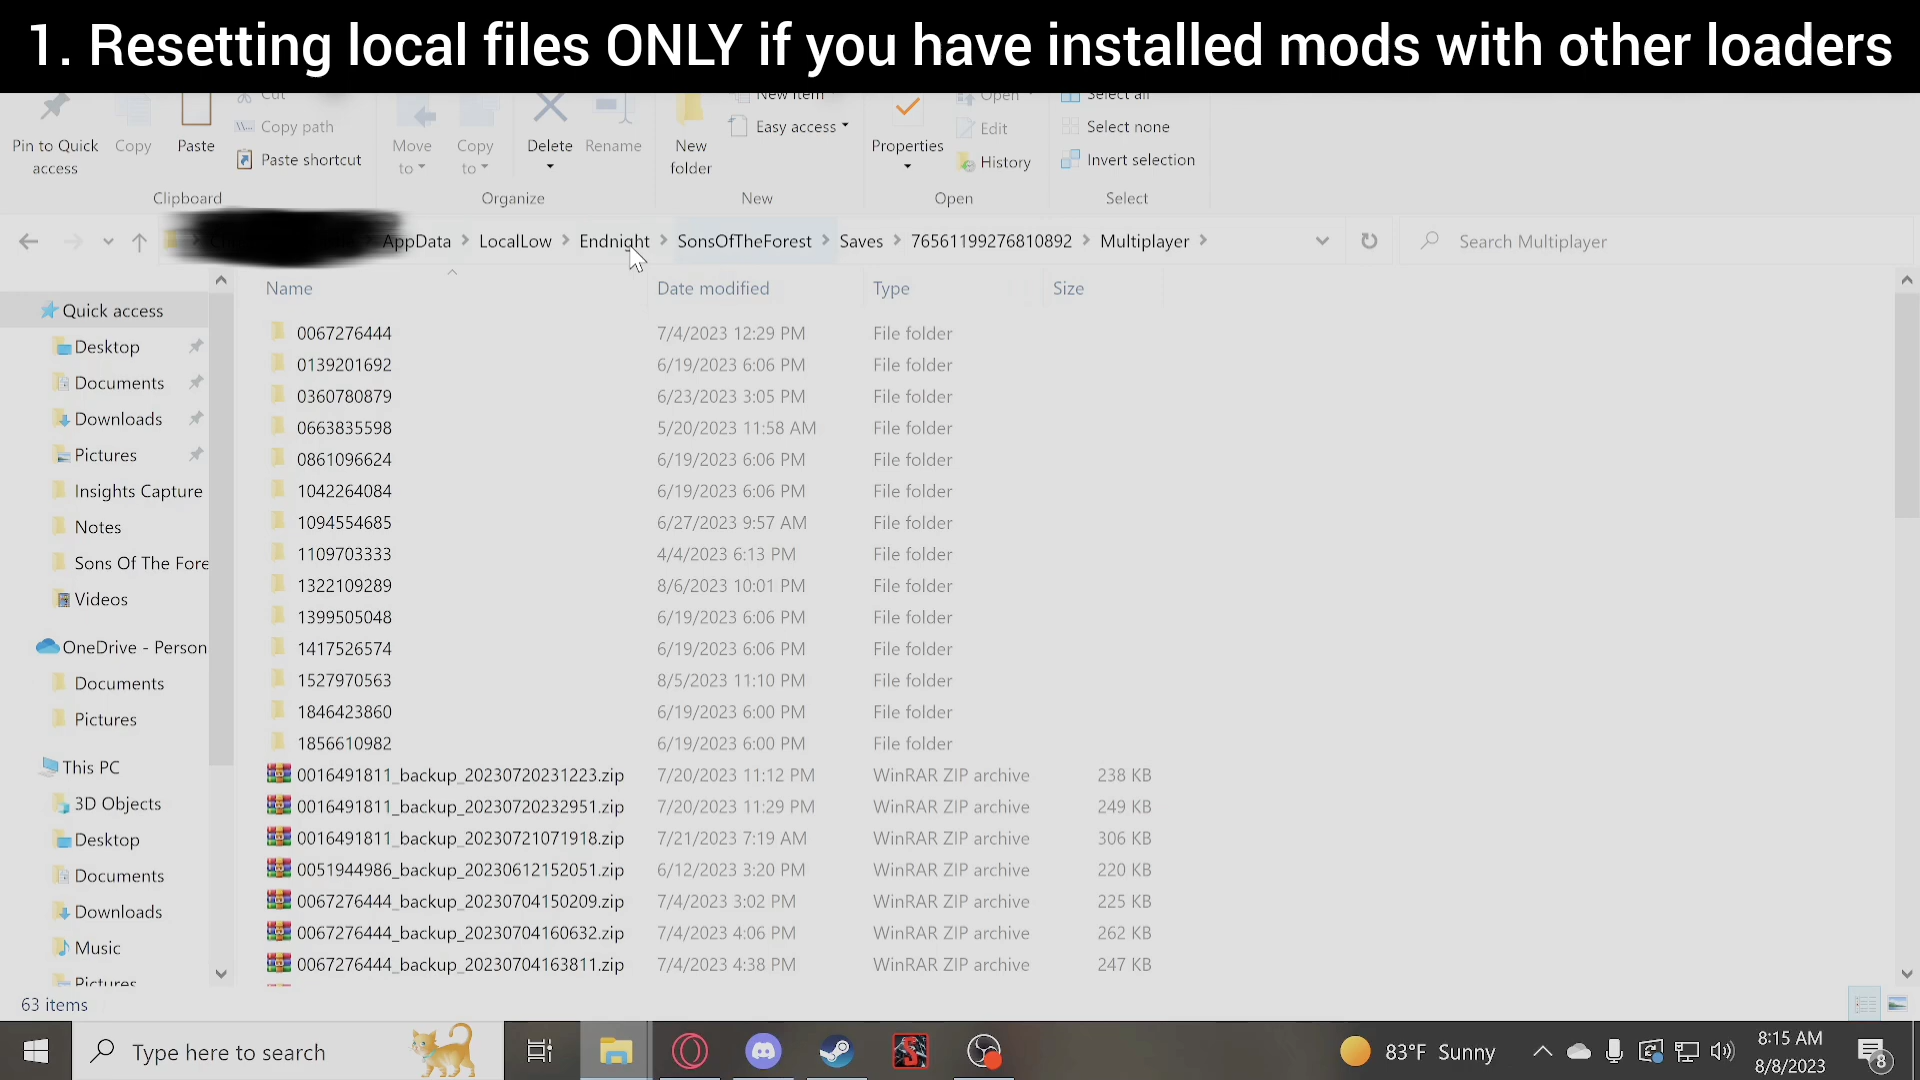 1. Resetting local files ONLY if you have installed mods with other loaders
Cut
New item
Open
Select all
Copy path
Easy access
Edit
Select none
Pin to Quick access
Copy
Paste
Paste shortcut
Move to
Copy to
Delete
Rename
New folder
Properties
History
Invert selection
Clipboard
Organize
New
Open
Select
AppData
LocalLow
Endnight
SonsOfTheForest
Saves
76561199276810892
Multiplayer
Search Multiplayer
Name
Date modified
Type
Size
Quick access
Desktop
Documents
Downloads
Pictures
Insights Capture
Notes
Sons Of The Fore
Videos
OneDrive - Person
Documents
Pictures
This PC
3D Objects
Desktop
Documents
Downloads
Music
Pictures
0067276444 7/4/2023 12:29 PM File folder
0139201692 6/19/2023 6:06 PM File folder
0360780879 6/23/2023 3:05 PM File folder
0663835598 5/20/2023 11:58 AM File folder
0861096624 6/19/2023 6:06 PM File folder
1042264084 6/19/2023 6:06 PM File folder
1094554685 6/27/2023 9:57 AM File folder
1109703333 4/4/2023 6:13 PM File folder
1322109289 8/6/2023 10:01 PM File folder
1399505048 6/19/2023 6:06 PM File folder
1417526574 6/19/2023 6:06 PM File folder
1527970563 8/5/2023 11:10 PM File folder
1846423860 6/19/2023 6:00 PM File folder
1856610982 6/19/2023 6:00 PM File folder
0016491811_backup_20230720231223.zip 7/20/2023 11:12 PM WinRAR ZIP archive 238 KB
0016491811_backup_20230720232951.zip 7/20/2023 11:29 PM WinRAR ZIP archive 249 KB
0016491811_backup_20230721071918.zip 7/21/2023 7:19 AM WinRAR ZIP archive 306 KB
0051944986_backup_20230612152051.zip 6/12/2023 3:20 PM WinRAR ZIP archive 220 KB
0067276444_backup_20230704150209.zip 7/4/2023 3:02 PM WinRAR ZIP archive 225 KB
0067276444_backup_20230704160632.zip 7/4/2023 4:06 PM WinRAR ZIP archive 262 KB
0067276444_backup_20230704163811.zip 7/4/2023 4:38 PM WinRAR ZIP archive 247 KB
63 items
Type here to search
83°F Sunny
8:15 AM
8/8/2023
8